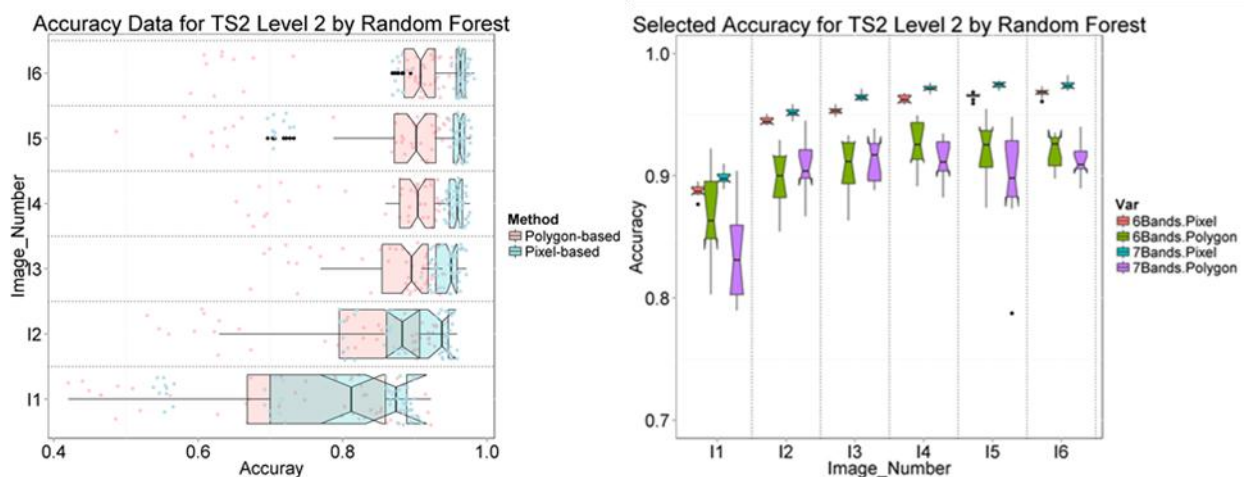 Accuracy Data for TS2 Level 2 by Random Forest
Image_Number
I6
I5
I4
I3
I2
I1
0.4 0.6 0.8 1.0
Accuray
Method
Polygon-based
Pixel-based
Selected Accuracy for TS2 Level 2 by Random Forest
Accuracy
1.0
0.9
0.8
0.7
I1 I2 I3 I4 I5 I6
Image_Number
Var
6Bands.Pixel
6Bands.Polygon
7Bands.Pixel
7Bands.Polygon